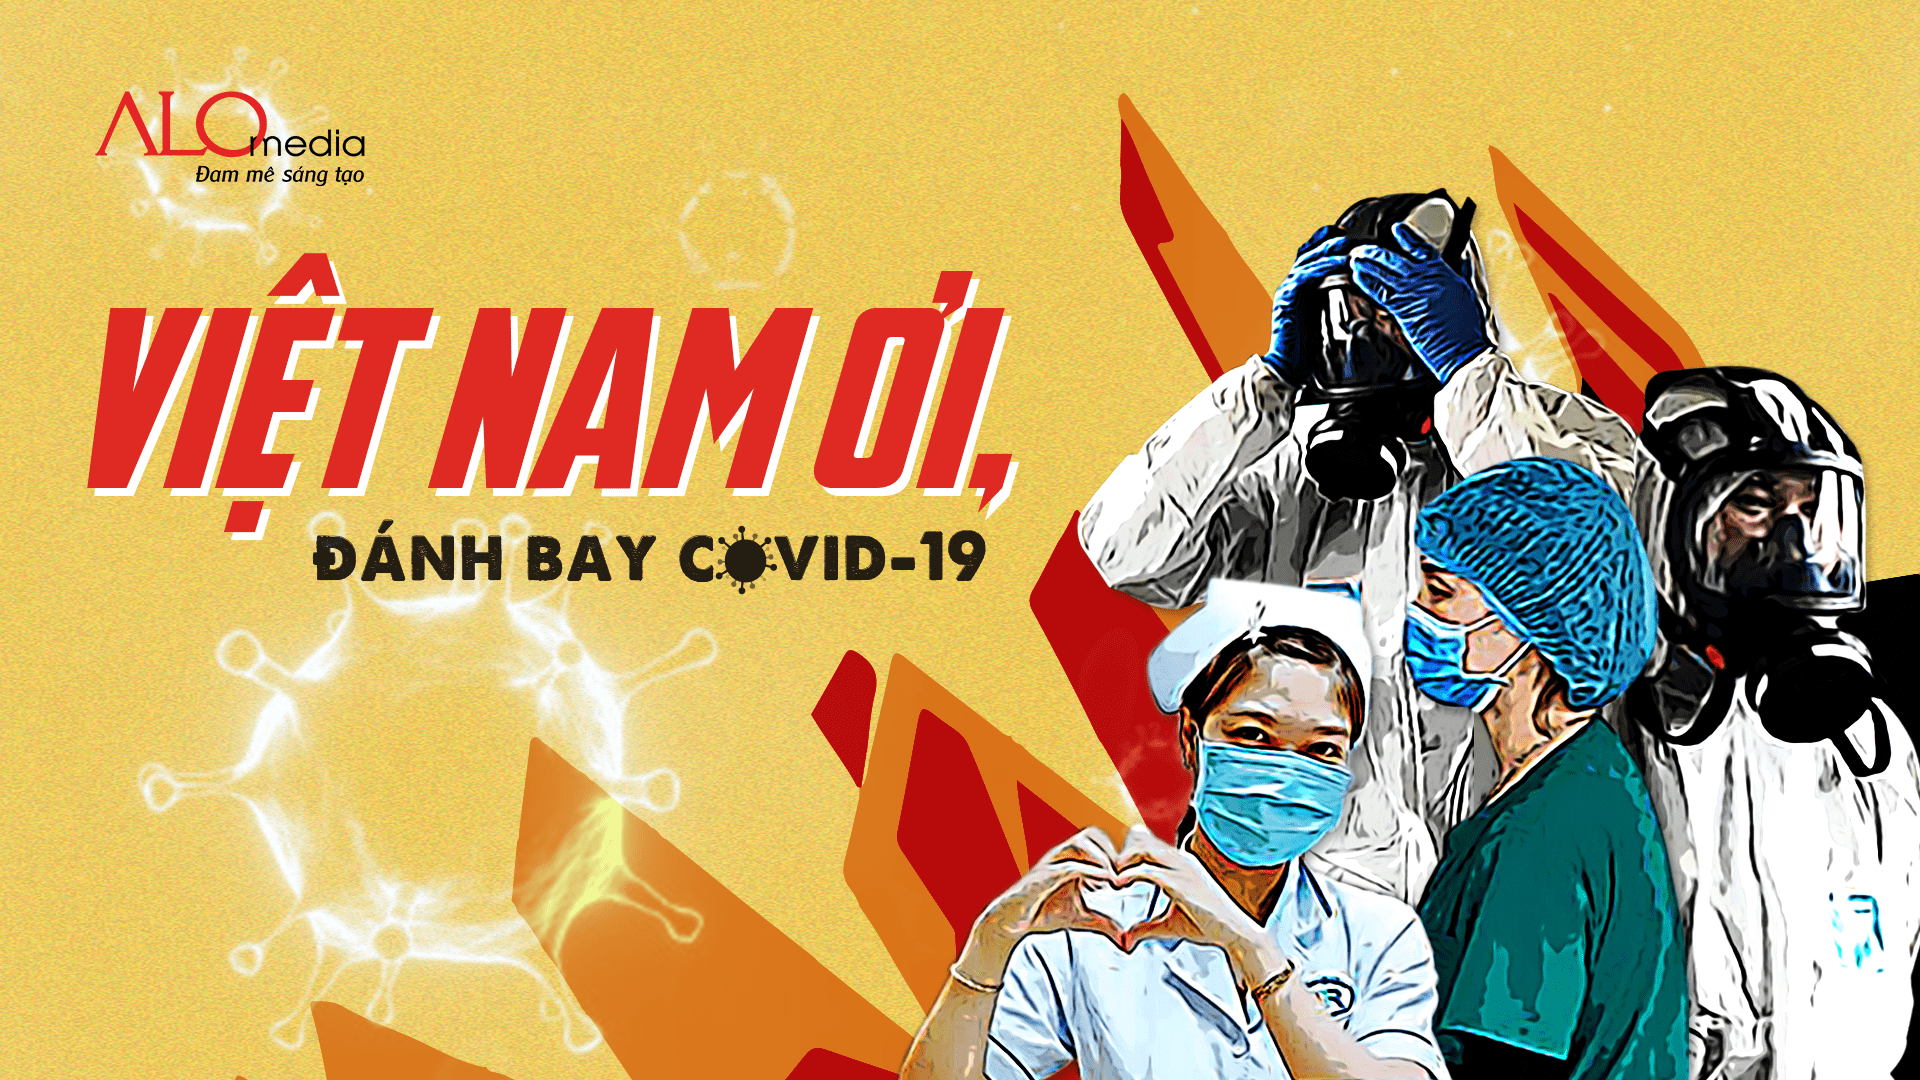 ALOmedia
Đam mê sáng tạo
VIỆT NAM ƠI,
ĐÁNH BAY COVID-19